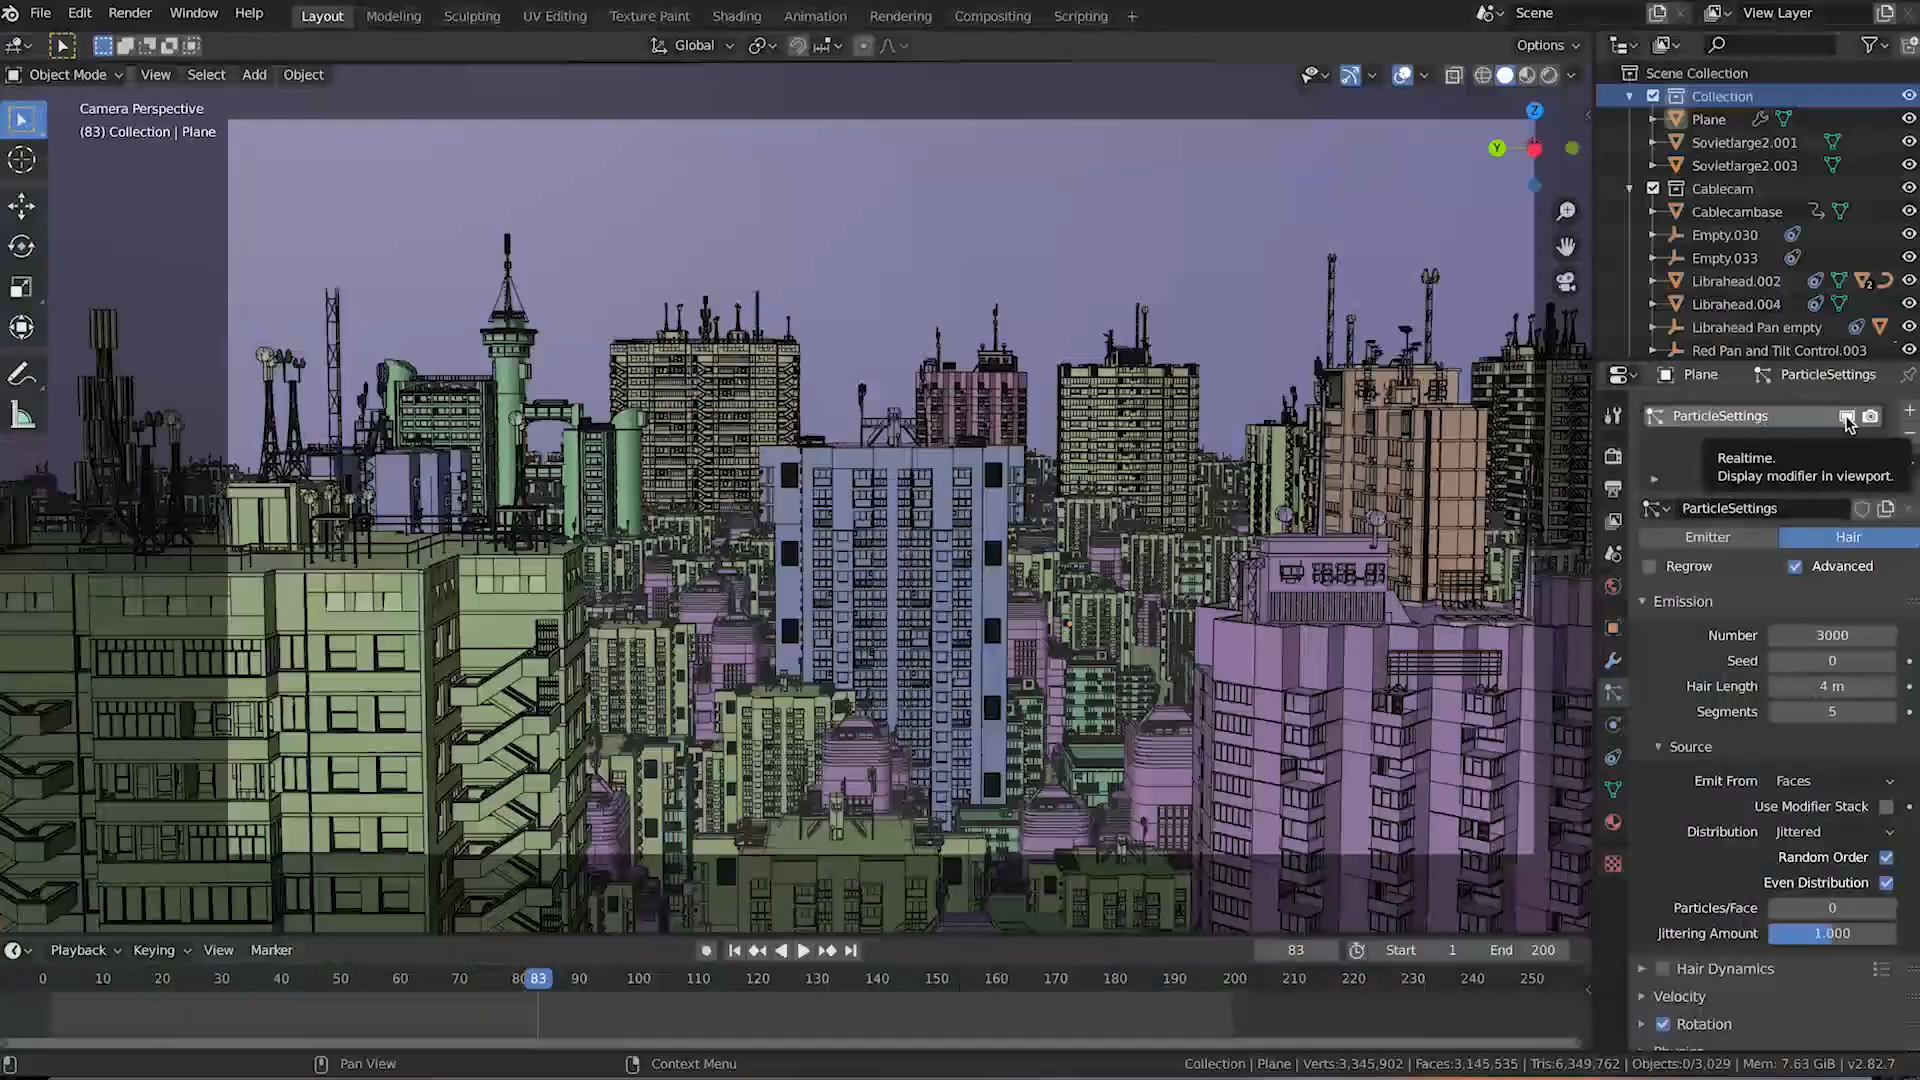 File Edit Render Window Help Layout Modeling Sculpting UV Editing Texture Paint Shading Animation Rendering Compositing Scripting + Scene View Layer
Global Options
Object Mode View Select Add Object
Camera Perspective
(83) Collection | Plane
Z
Y
Scene Collection
Collection
Plane
Sovietlarge2.001
Sovietlarge2.003
Cablecam
Cablecambase
Empty.030
Empty.033
Librahead.002
2
Librahead.004
Librahead Pan empty
Red Pan and Tilt Control.003
Plane ParticleSettings
ParticleSettings
Realtime.
Display modifier in viewport.
ParticleSettings
Emitter Hair
Regrow Advanced
Emission
Number 3000
Seed 0
Hair Length 4 m
Segments 5
Source
Emit From Faces
Use Modifier Stack
Distribution Jittered
Random Order
Even Distribution
Particles/Face 0
Jittering Amount 1.000
Hair Dynamics
Velocity
Rotation
Playback Keying View Marker 83 Start 1 End 200
0 10 20 30 40 50 60 70 80 83 90 100 110 120 130 140 150 160 170 180 190 200 210 220 230 240 250
Pan View Context Menu Collection | Plane | Verts:3,345,902 | Faces:3,145,535 | Tris:6,349,762 | Objects:0/3,029 | Mem: 7.63 GiB | v2.82.7